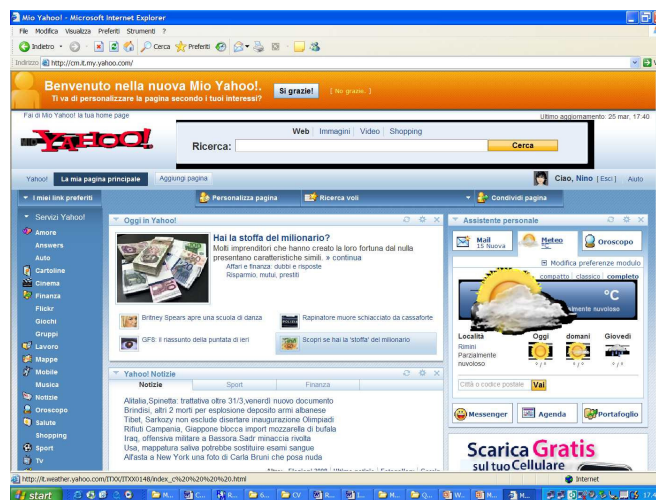 Mio Yahoo! - Microsoft Internet Explorer
File Modifica Visualizza Preferiti Strumenti ?
Indietro Cerca Preferiti
Indirizzo http://cm.it.my.yahoo.com/
Benvenuto nella nuova Mio Yahoo!.
Ti va di personalizzare la pagina secondo i tuoi interessi?
Si grazie!
[ No grazie. ]
Fai di Mio Yahoo! la tua home page
Ultimo aggiornamento: 25 mar, 17:40
YAHOO!
Web Immagini Video Shopping
Ricerca:
Cerca
Yahoo! La mia pagina principale Aggiungi pagina
Ciao, Nino [ Esci ] Aiuto
I miei link preferiti
Personalizza pagina
Ricerca voli
Condividi pagina
Servizi Yahoo!
Amore
Answers
Auto
Cartoline
Cinema
Finanza
Flickr
Giochi
Gruppi
Lavoro
Mappe
Mobile
Musica
Notizie
Oroscopo
Salute
Shopping
Sport
TV
Oggi in Yahoo!
Hai la stoffa del milionario?
Molti imprenditori che hanno creato la loro fortuna dal nulla
presentano caratteristiche simili. » continua
Affari e finanza: dubbi e risposte
Risparmio, mutui, prestiti
Britney Spears apre una scuola di danza
Rapinatore muore schiacciato da cassaforte
GF8: il riassunto della puntata di ieri
Scopri se hai la 'stoffa' del milionario
Yahoo! Notizie
Notizie Sport Finanza
Alitalia,Spinetta: trattativa oltre 31/3,venerdì nuovo documento
Brindisi, altri 2 morti per esplosione deposito armi albanese
Tibet, Sarkozy non esclude disertare inaugurazione Olimpiadi
Rifiuti Campania, Giappone blocca import mozzarella di bufala
Iraq, offensiva militare a Bassora.Sadr minaccia rivolta
Usa, mappatura saliva potrebbe sostituire esami sangue
All'asta a New York una foto di Carla Bruni che posa nuda
Assistente personale
Mail
15 Nuova
Meteo
Oroscopo
Modifica preferenze modulo
compatto classico completo
°C
nuvoloso
Località Oggi domani Giovedì
Rimini
Parzialmente
nuvoloso
° / ° ° / ° ° / °
Città o codice postale Vai
Messenger
Agenda
Portafoglio
Scarica Gratis
sul tuo Cellulare
http://it.weather.yahoo.com/ITXX/ITXX0148/index_c%20%20%20%20.html
Internet
start